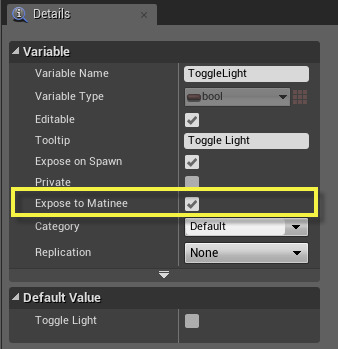 Details
Variable
Variable Name ToggleLight
Variable Type bool
Editable
Tooltip Toggle Light
Expose on Spawn
Private
Expose to Matinee
Category Default
Replication None
Default Value
Toggle Light